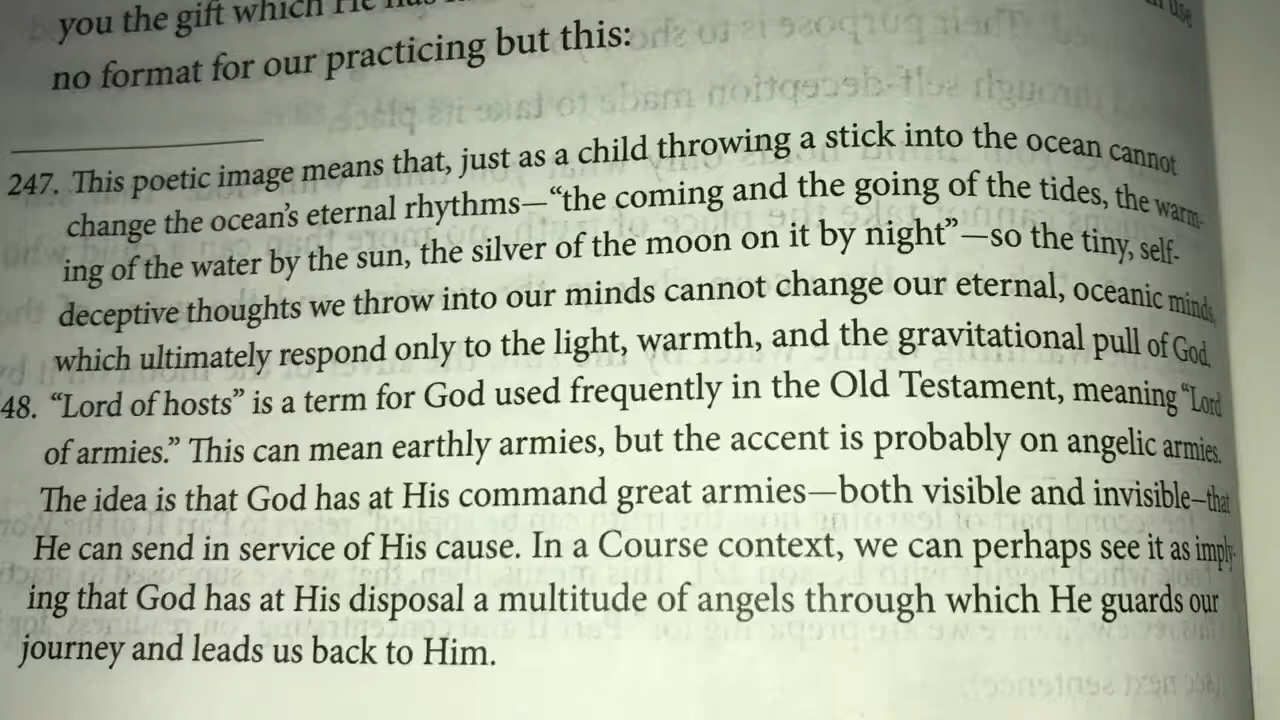 you the gift which He
no format for our practicing but this:
247. This poetic image means that, just as a child throwing a stick into the ocean cannot
change the ocean's eternal rhythms—“the coming and the going of the tides, the warm-
ing of the water by the sun, the silver of the moon on it by night”—so the tiny, self-
deceptive thoughts we throw into our minds cannot change our eternal, oceanic minds,
which ultimately respond only to the light, warmth, and the gravitational pull of God.
48. “Lord of hosts” is a term for God used frequently in the Old Testament, meaning “Lord
of armies.” This can mean earthly armies, but the accent is probably on angelic armies.
The idea is that God has at His command great armies—both visible and invisible—that
He can send in service of His cause. In a Course context, we can perhaps see it as imply-
ing that God has at His disposal a multitude of angels through which He guards our
journey and leads us back to Him.